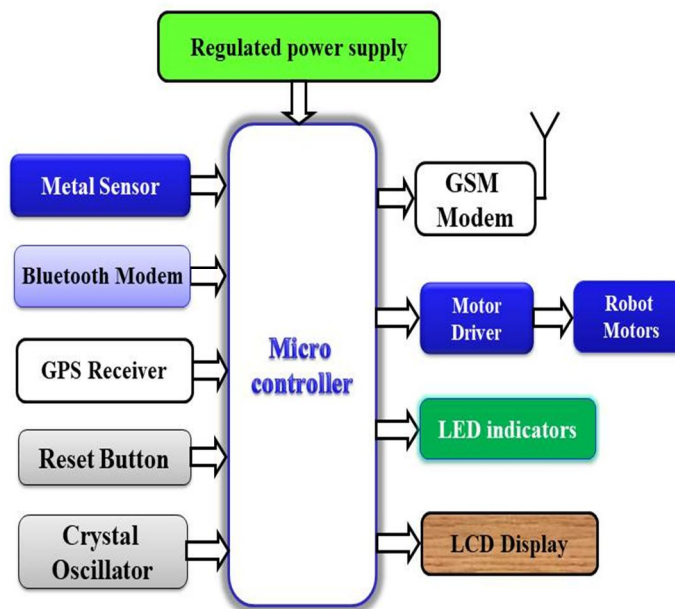 Regulated power supply
Metal Sensor
Bluetooth Modem
GPS Receiver
Reset Button
Crystal
Oscillator
Micro
controller
GSM
Modem
Motor
Driver
Robot
Motors
LED indicators
LCD Display